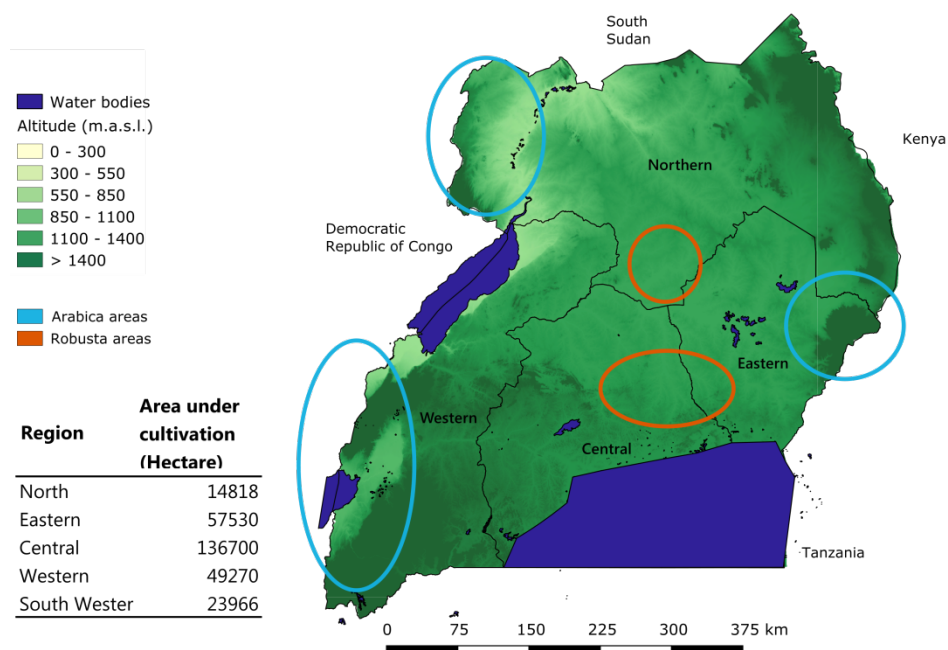 South
Sudan
Water bodies
Altitude (m.a.s.l.)
0 - 300
300 - 550
550 - 850
850 - 1100
1100 - 1400
> 1400
Kenya
Northern
Democratic
Republic of Congo
Arabica areas
Robusta areas
Eastern
Western
Central
Region
Area under
cultivation
(Hectare)
North 14818
Eastern 57530
Central 136700
Western 49270
South Wester 23966
Tanzania
0 75 150 225 300 375 km